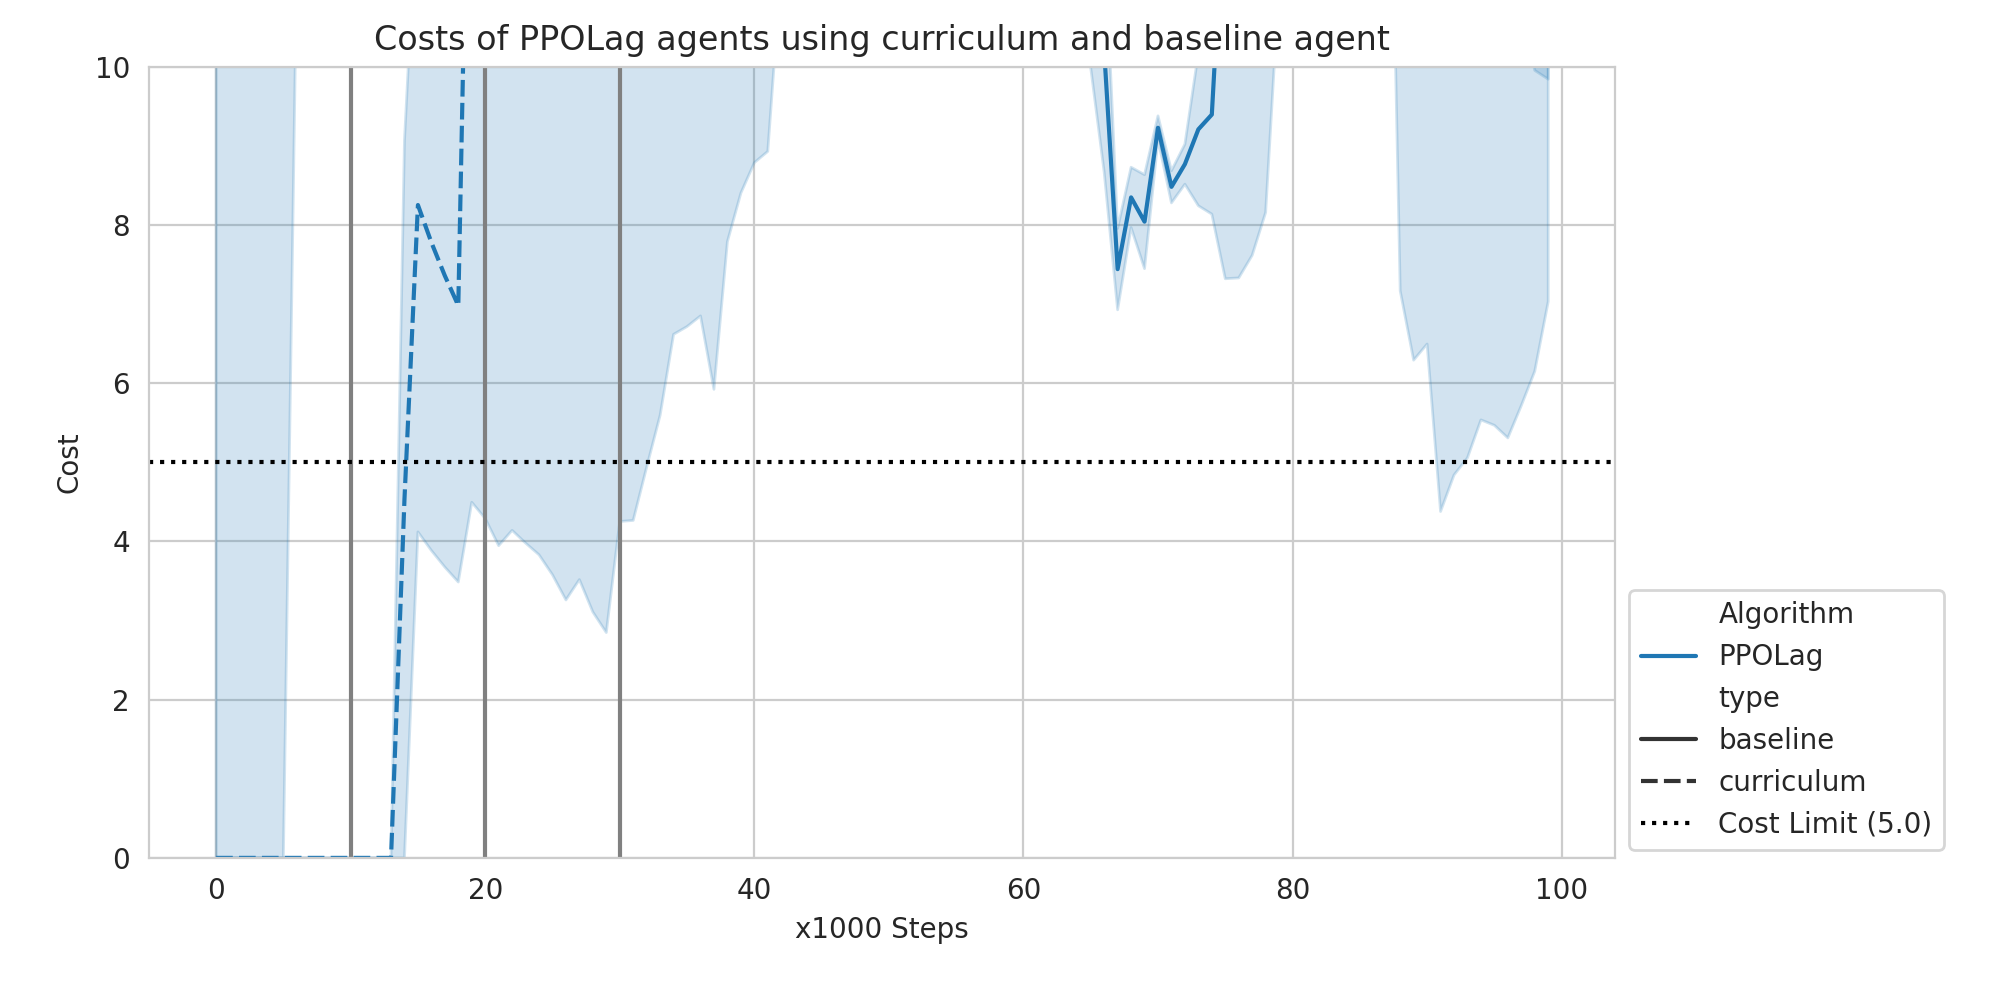 Costs of PPOLag agents using curriculum and baseline agent
10
8
6
4
2
0
Cost
0 20 40 60 80 100
x1000 Steps
Algorithm
PPOLag
type
baseline
curriculum
Cost Limit (5.0)